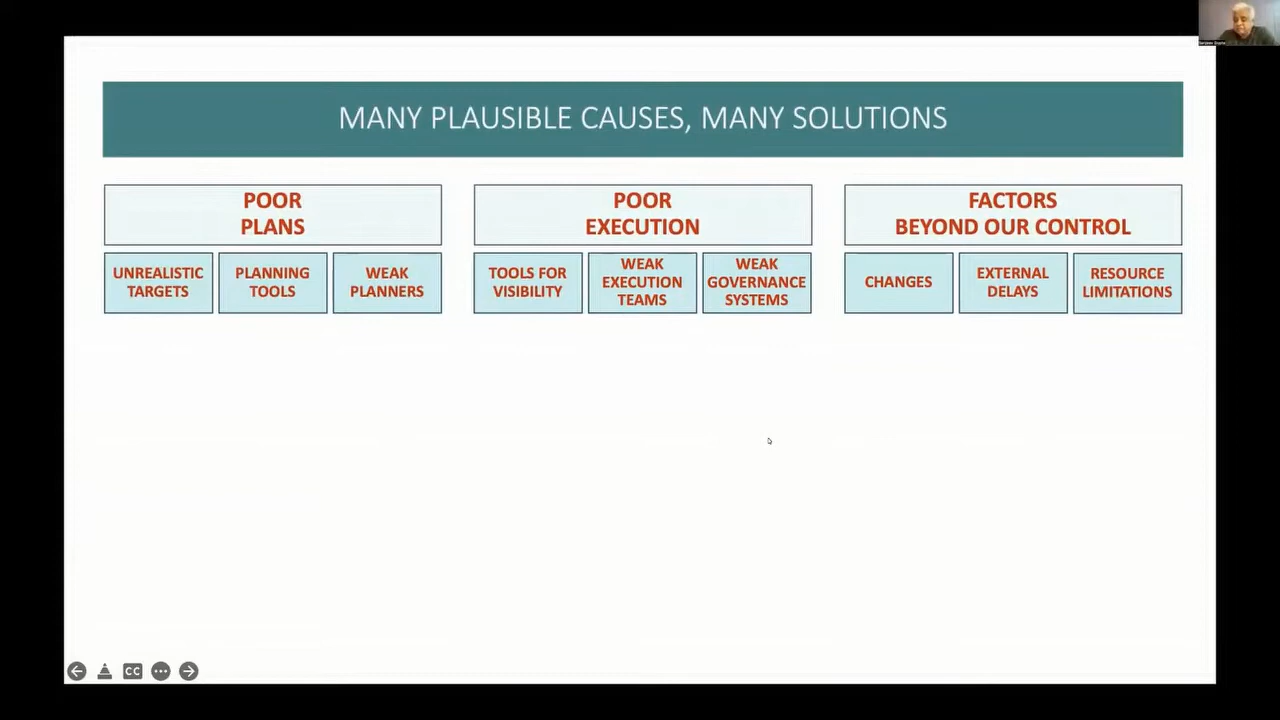 MANY PLAUSIBLE CAUSES, MANY SOLUTIONS
POOR
PLANS
UNREALISTIC
TARGETS
PLANNING
TOOLS
WEAK
PLANNERS
POOR
EXECUTION
TOOLS FOR
VISIBILITY
WEAK
EXECUTION
TEAMS
WEAK
GOVERNANCE
SYSTEMS
FACTORS
BEYOND OUR CONTROL
CHANGES
EXTERNAL
DELAYS
RESOURCE
LIMITATIONS
CC